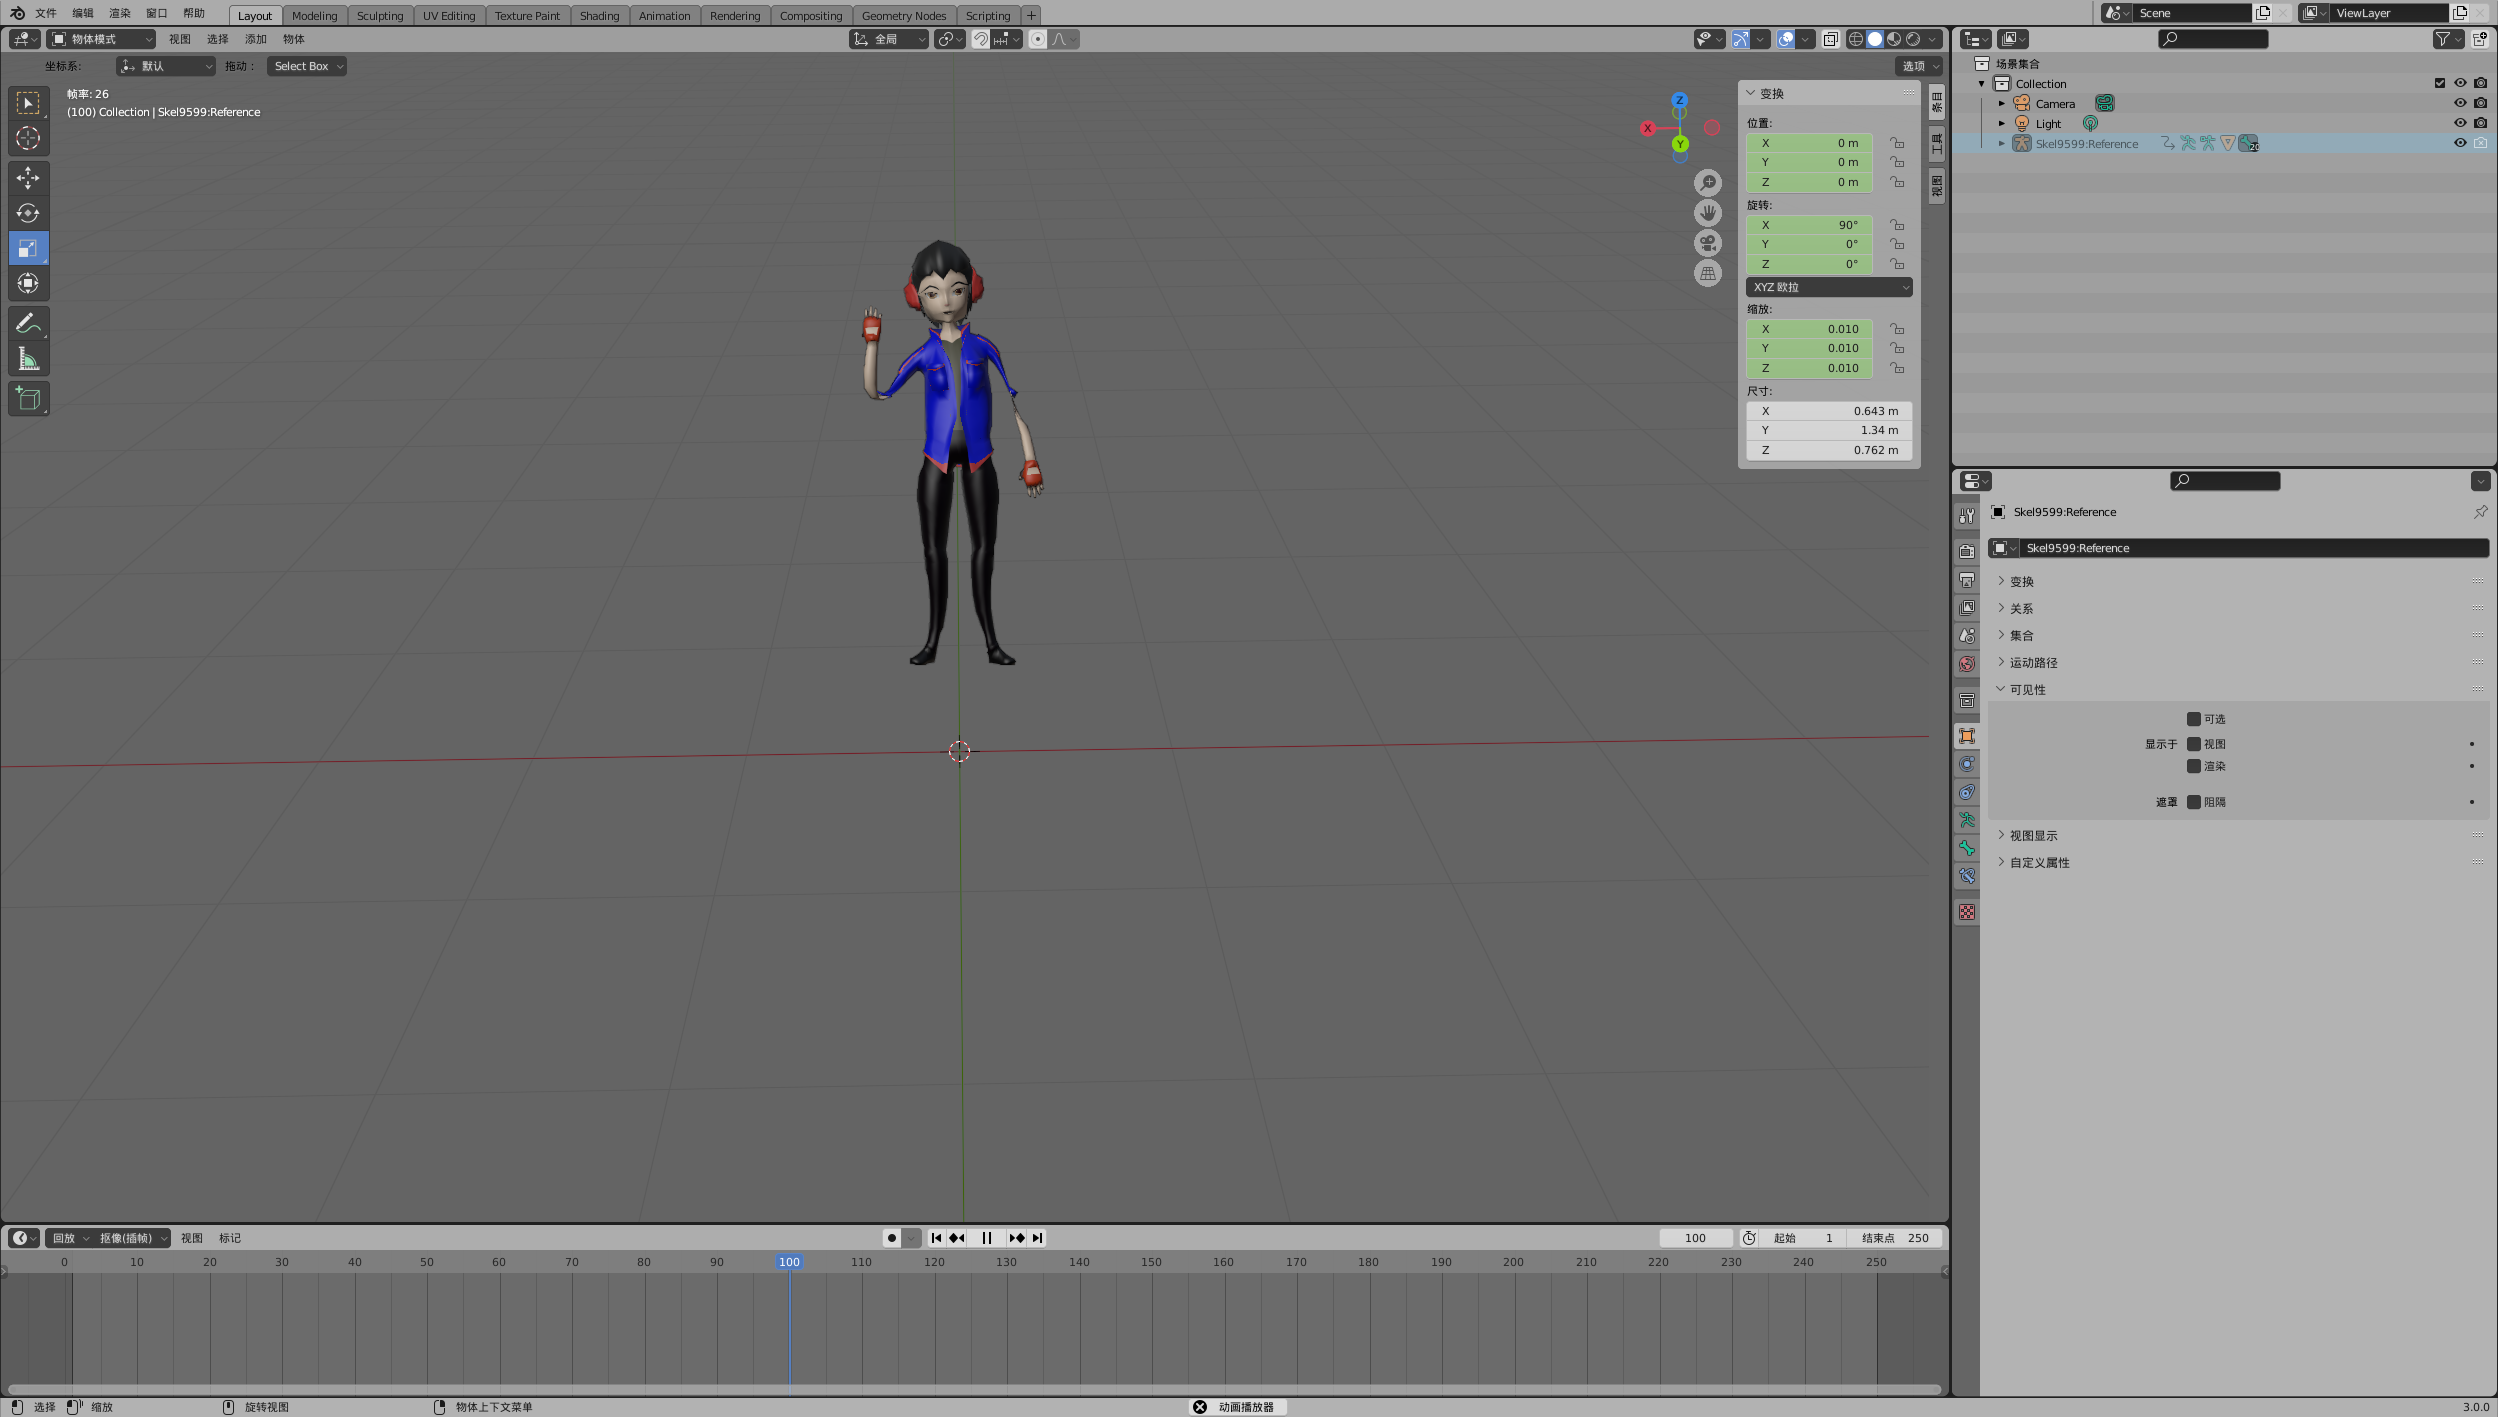 文件 编辑 渲染 窗口 帮助 Layout Modeling Sculpting UV Editing Texture Paint Shading Animation Rendering Compositing Geometry Nodes Scripting + Scene ViewLayer
物体模式 视图 选择 添加 物体 全局
坐标系: 默认 拖动: Select Box 选项
帧率: 26
(100) Collection | Skel9599:Reference
Z
X
Y
变换
位置:
X 0 m
Y 0 m
Z 0 m
旋转:
X 90°
Y 0°
Z 0°
XYZ 欧拉
缩放:
X 0.010
Y 0.010
Z 0.010
尺寸:
X 0.643 m
Y 1.34 m
Z 0.762 m
条目
工具
视图
场景集合
Collection
Camera
Light
Skel9599:Reference 20
Skel9599:Reference
Skel9599:Reference
变换
关系
集合
运动路径
可见性
可选
显示于 视图
渲染
遮罩 阻隔
视图显示
自定义属性
回放 抠像(插帧) 视图 标记 100 起始 1 结束点 250
0 10 20 30 40 50 60 70 80 90 100 110 120 130 140 150 160 170 180 190 200 210 220 230 240 250
选择 缩放 旋转视图 物体上下文菜单 动画播放器 3.0.0